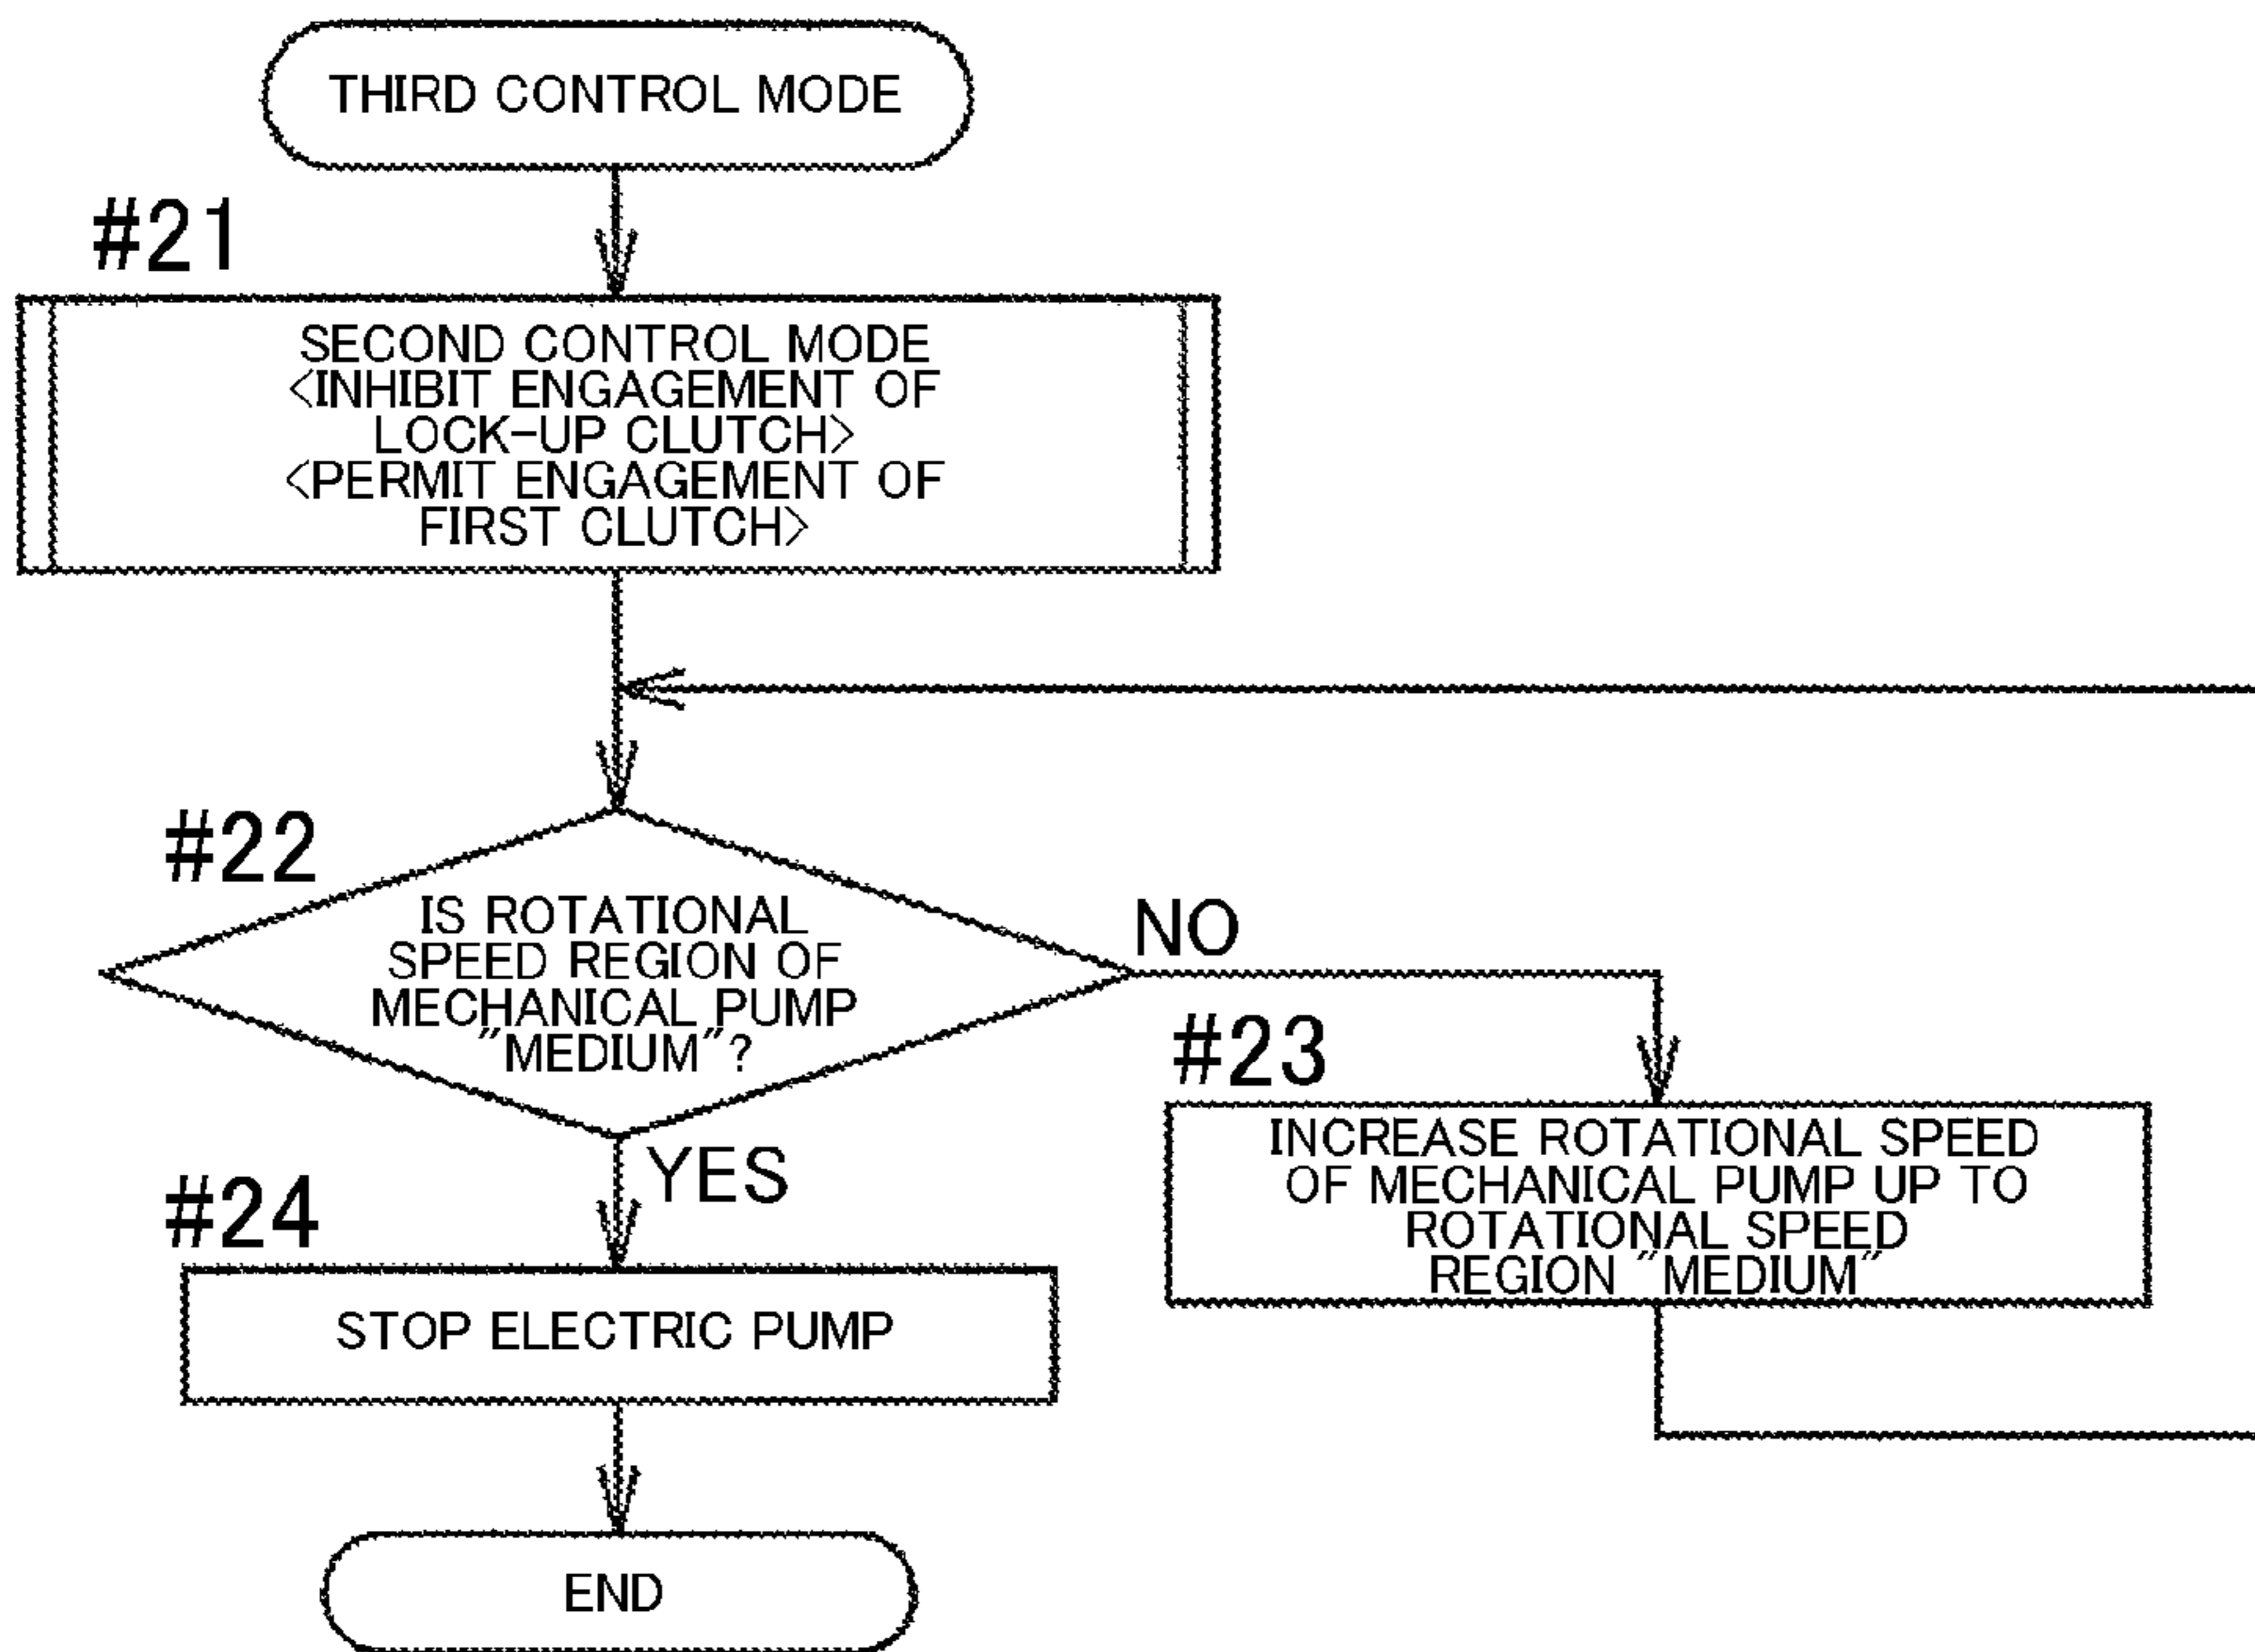 THIRD CONTROL MODE
#21
SECOND CONTROL MODE
<INHIBIT ENGAGEMENT OF
LOCK-UP CLUTCH>
<PERMIT ENGAGEMENT OF
FIRST CLUTCH>
#22
IS ROTATIONAL
SPEED REGION OF
MECHANICAL PUMP
"MEDIUM"?
NO
#23
INCREASE ROTATIONAL SPEED
OF MECHANICAL PUMP UP TO
ROTATIONAL SPEED
REGION "MEDIUM"
YES
#24
STOP ELECTRIC PUMP
END